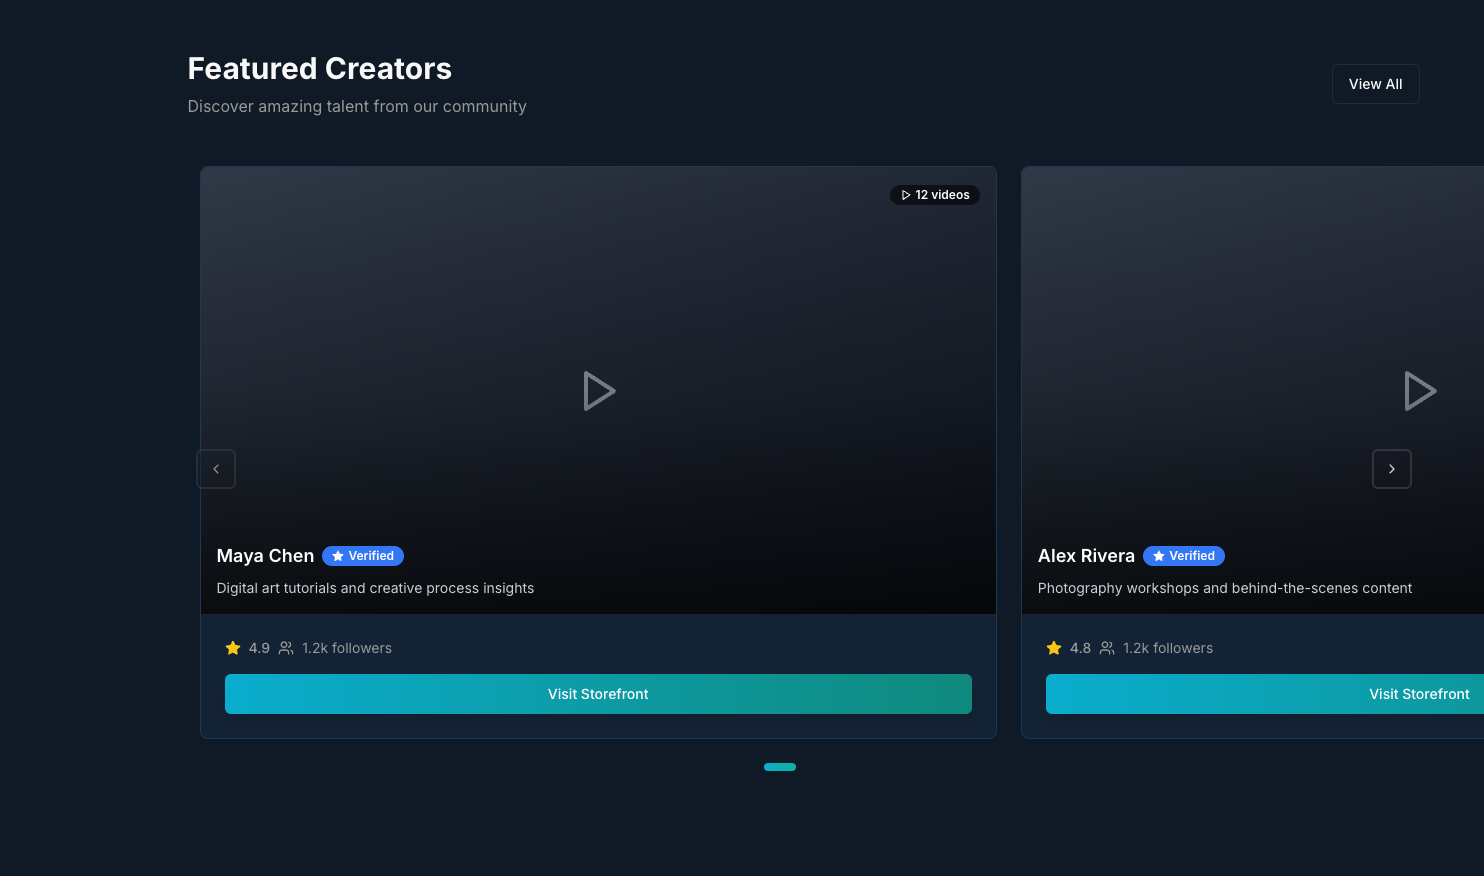 Featured Creators
Discover amazing talent from our community
View All
12 videos
Maya Chen
Verified
Digital art tutorials and creative process insights
4.9
1.2k followers
Visit Storefront
Alex Rivera
Verified
Photography workshops and behind-the-scenes content
4.8
1.2k followers
Visit Storefront